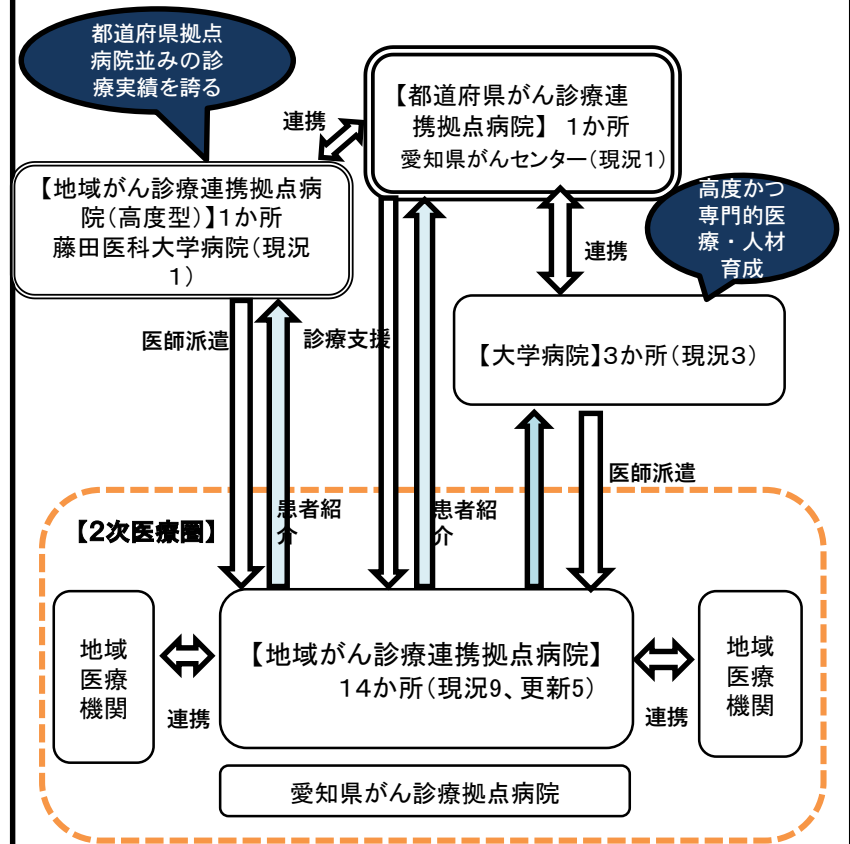 都道府県拠点
病院並みの診
療実績を誇る
【都道府県がん診療連
携拠点病院】 1か所
愛知県がんセンター(現況1)
連携
【地域がん診療連携拠点病
院(高度型)】1か所
藤田医科大学病院(現況
1)
高度かつ
専門的医
療・人材
育成
連携
医師派遣
診療支援
【大学病院】3か所(現況3)
医師派遣
患者紹
介
患者紹
介
【2次医療圏】
地域
医療
機関
連携
【地域がん診療連携拠点病院】
14か所(現況9、更新5)
連携
地域
医療
機関
愛知県がん診療拠点病院